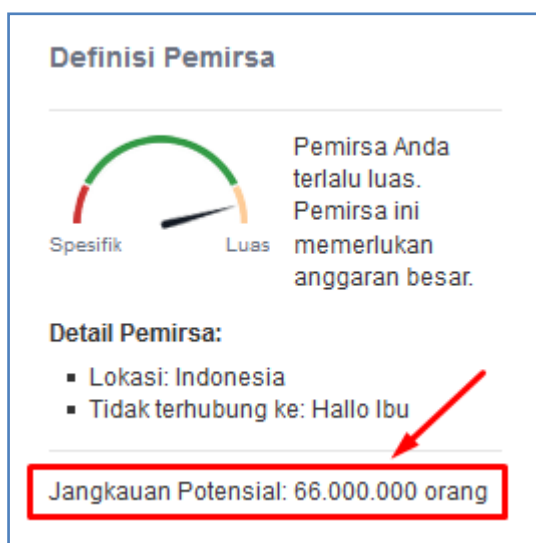 Definisi Pemirsa
Pemirsa Anda
terlalu luas.
Pemirsa ini
memerlukan
anggaran besar.
Spesifik
Luas
Detail Pemirsa:
▪ Lokasi: Indonesia
▪ Tidak terhubung ke: Hallo Ibu
Jangkauan Potensial: 66.000.000 orang